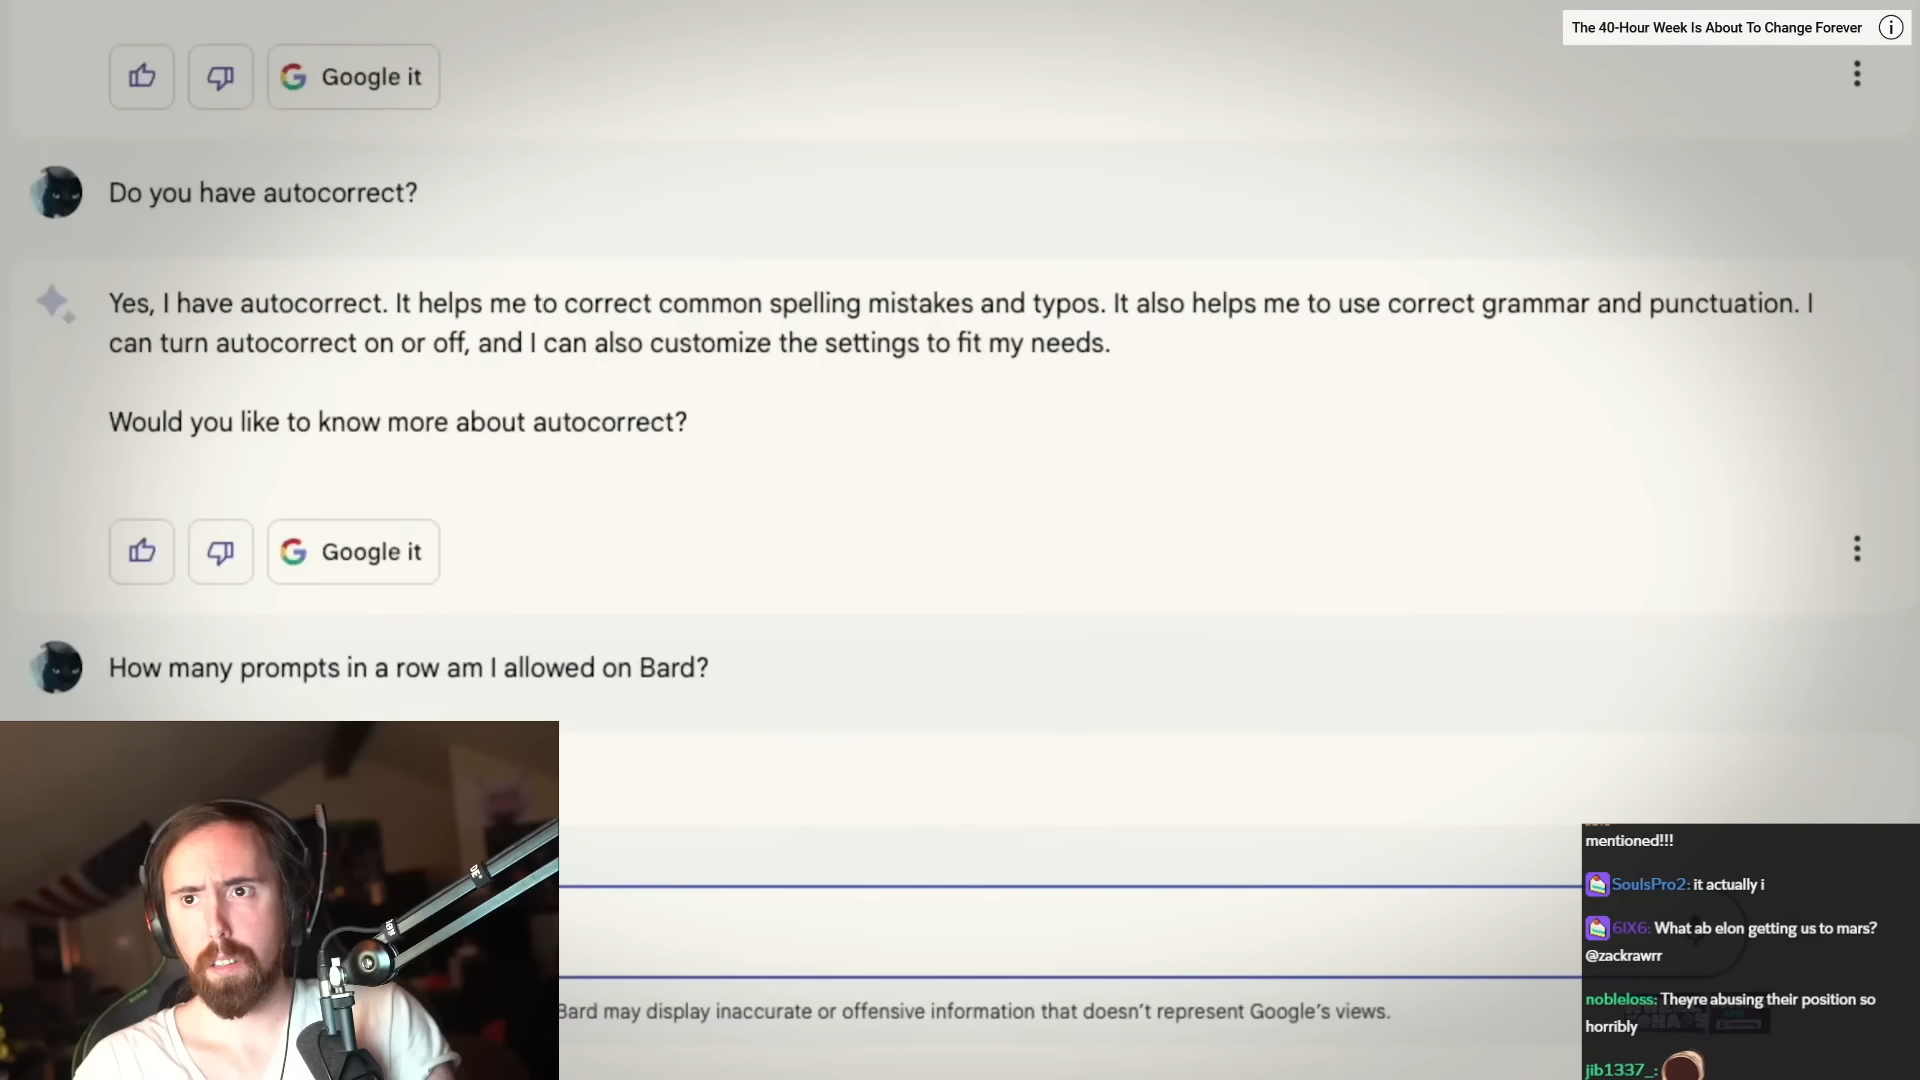 The 40-Hour Week Is About To Change Forever
Google it
Do you have autocorrect?
Yes, I have autocorrect. It helps me to correct common spelling mistakes and typos. It also helps me to use correct grammar and punctuation. I
can turn autocorrect on or off, and I can also customize the settings to fit my needs.
Would you like to know more about autocorrect?
Google it
How many prompts in a row am I allowed on Bard?
Bard may display inaccurate or offensive information that doesn't represent Google's views.
mentioned!!!
SoulsPro2: it actually i
6IX6: What ab elon getting us to mars?
@zackrawrr
nobleloss: Theyre abusing their position so
horribly
jib1337_: